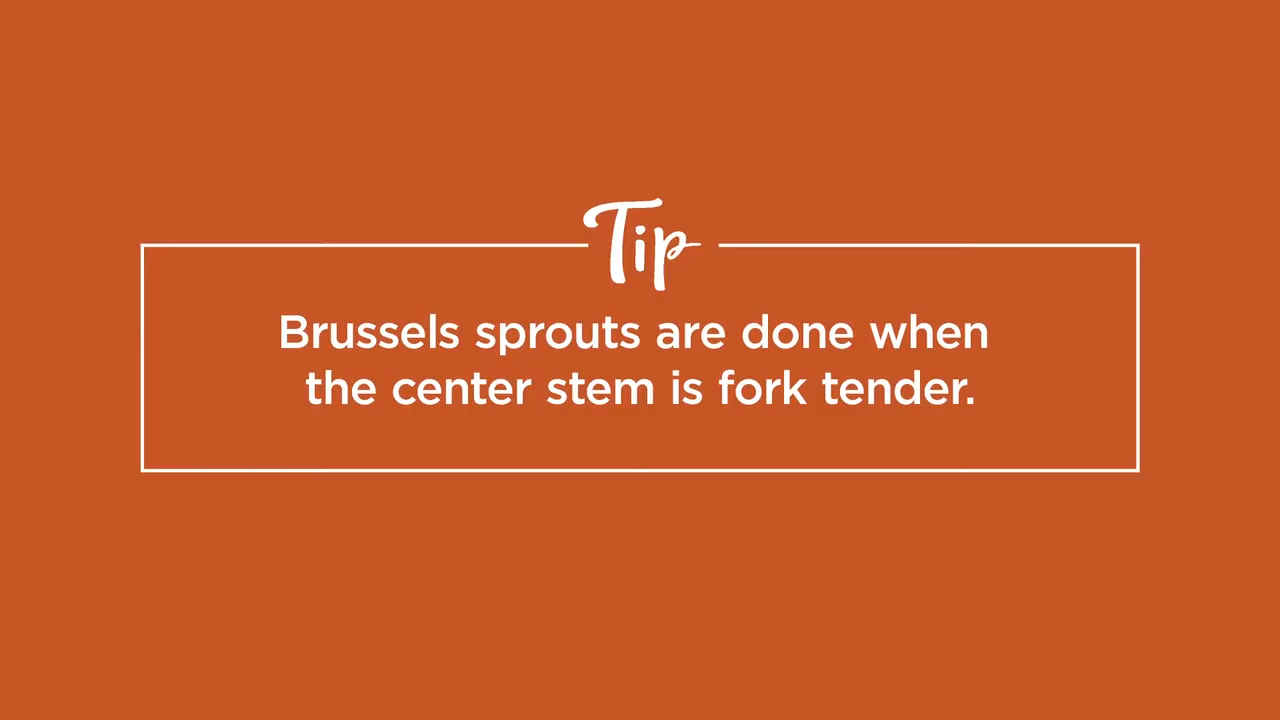 Tip
Brussels sprouts are done when
the center stem is fork tender.